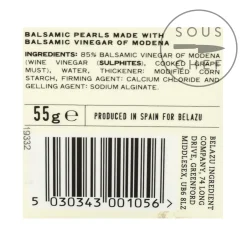 SOUS
CHEF
BALSAMIC PEARLS MADE WITH
BALSAMIC VINEGAR OF MODENA
INGREDIENTS: 85% BALSAMIC VINEGAR OF MODENA
(WINE VINEGAR (SULPHITES), COOKED GRAPE
MUST), WATER, THICKENER: MODIFIED CORN
STARCH, FIRMING AGENT: CALCIUM CHLORIDE AND
GELLING AGENT: SODIUM ALGINATE.
55g e
PRODUCED IN SPAIN FOR BELAZU
19332
BELAZU INGREDIENT
COMPANY, 74 LONG
DRIVE, GREENFORD
MIDDLESEX, UB6 8LZ
5 030343 001056 >